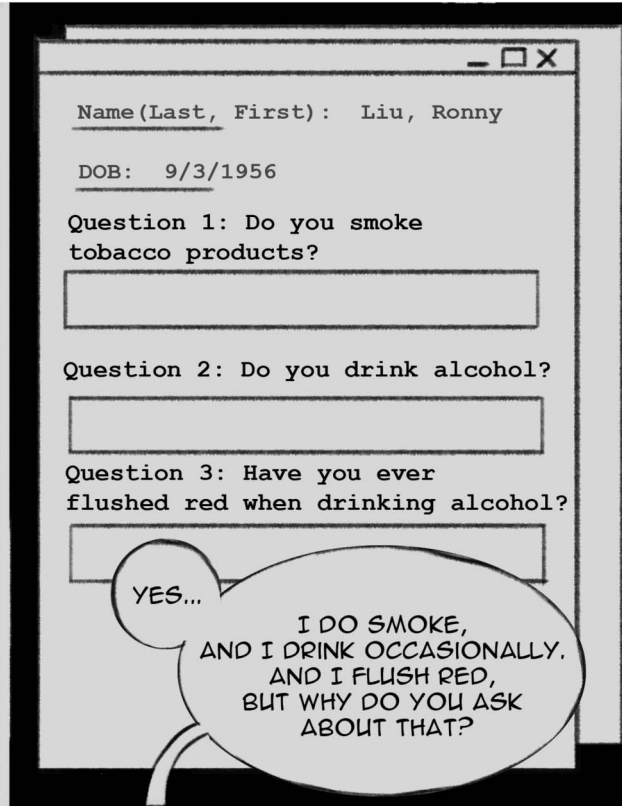 Name(Last, First): Liu, Ronny
DOB: 9/3/1956
Question 1: Do you smoke
tobacco products?
Question 2: Do you drink alcohol?
Question 3: Have you ever
flushed red when drinking alcohol?
YES...
I DO SMOKE,
AND I DRINK OCCASIONALLY.
AND I FLUSH RED,
BUT WHY DO YOU ASK
ABOUT THAT?